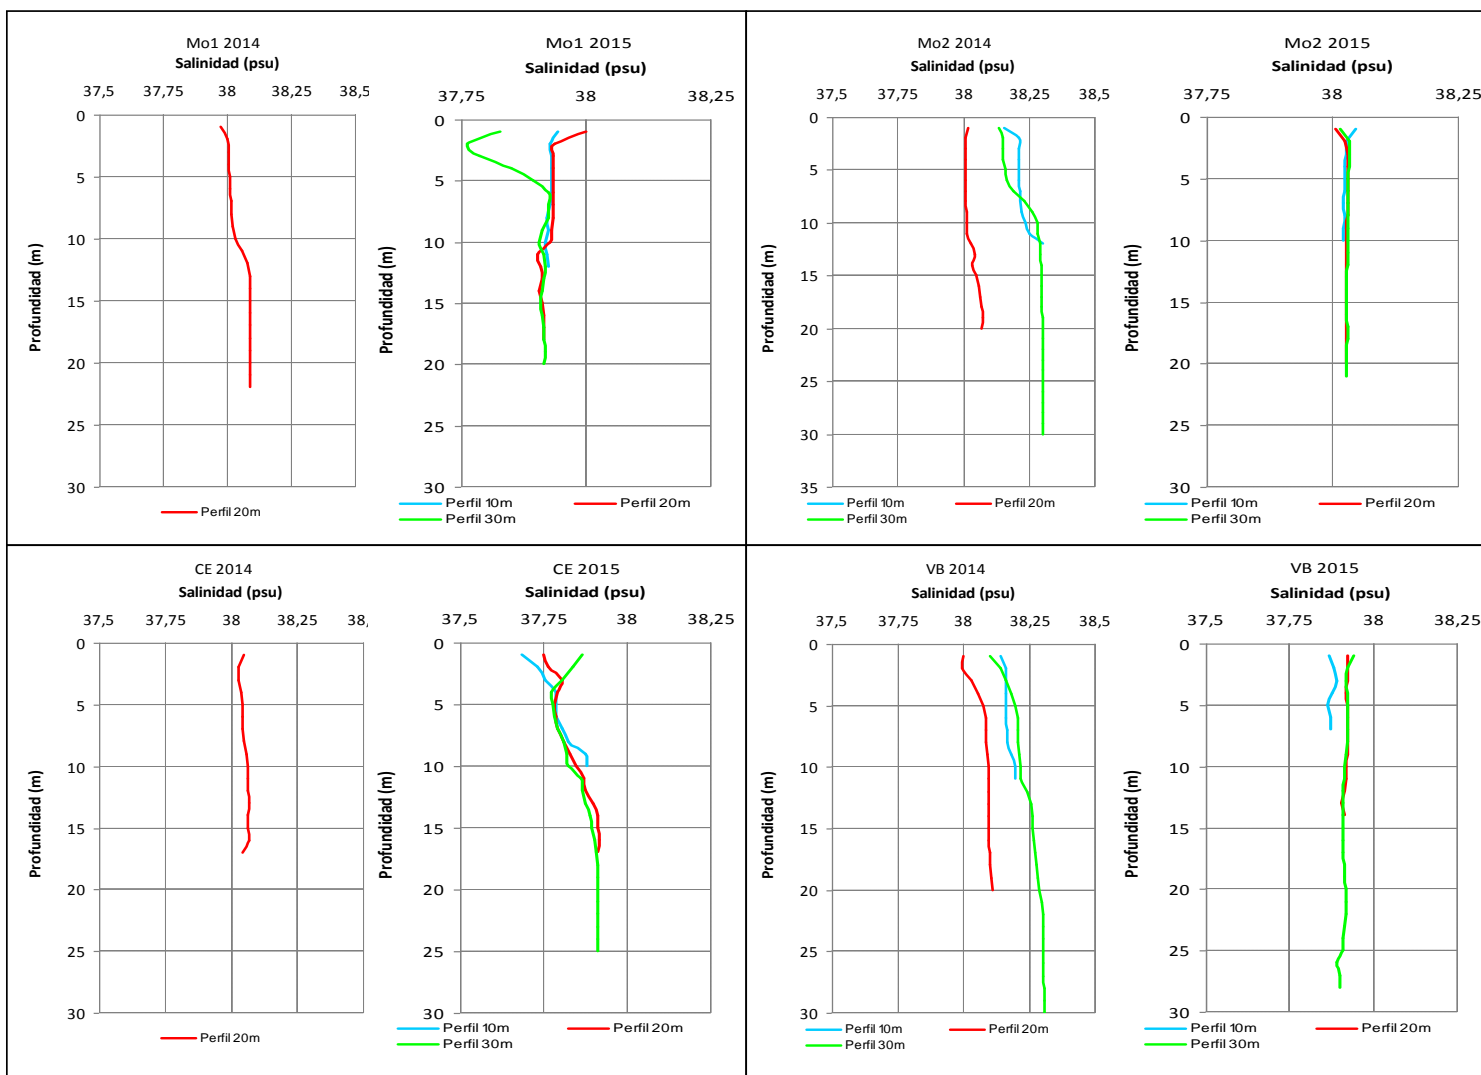 Mo1 2014
Salinidad (psu)
37,5 37,75 38 38,25 38,5
0
5
10
15
20
25
30
Profundidad (m)
Perfil 20m
Mo1 2015
Salinidad (psu)
37,75 38 38,25
0
5
10
15
20
25
30
Profundidad (m)
Perfil 10m Perfil 20m
Perfil 30m
Mo2 2014
Salinidad (psu)
37,5 37,75 38 38,25 38,5
0
5
10
15
20
25
30
35
Profundidad (m)
Perfil 10m Perfil 20m
Perfil 30m
Mo2 2015
Salinidad (psu)
37,75 38 38,25
0
5
10
15
20
25
30
Profundidad (m)
Perfil 10m Perfil 20m
Perfil 30m
CE 2014
Salinidad (psu)
37,5 37,75 38 38,25 38,
0
5
10
15
20
25
30
Profundidad (m)
Perfil 20m
CE 2015
Salinidad (psu)
37,5 37,75 38 38,25
0
5
10
15
20
25
30
Profundidad (m)
Perfil 10m Perfil 20m
Perfil 30m
VB 2014
Salinidad (psu)
37,5 37,75 38 38,25 38,5
0
5
10
15
20
25
30
Profundidad (m)
Perfil 10m Perfil 20m
Perfil 30m
VB 2015
Salinidad (psu)
37,5 37,75 38 38,25
0
5
10
15
20
25
30
Profundidad (m)
Perfil 10m Perfil 20m
Perfil 30m